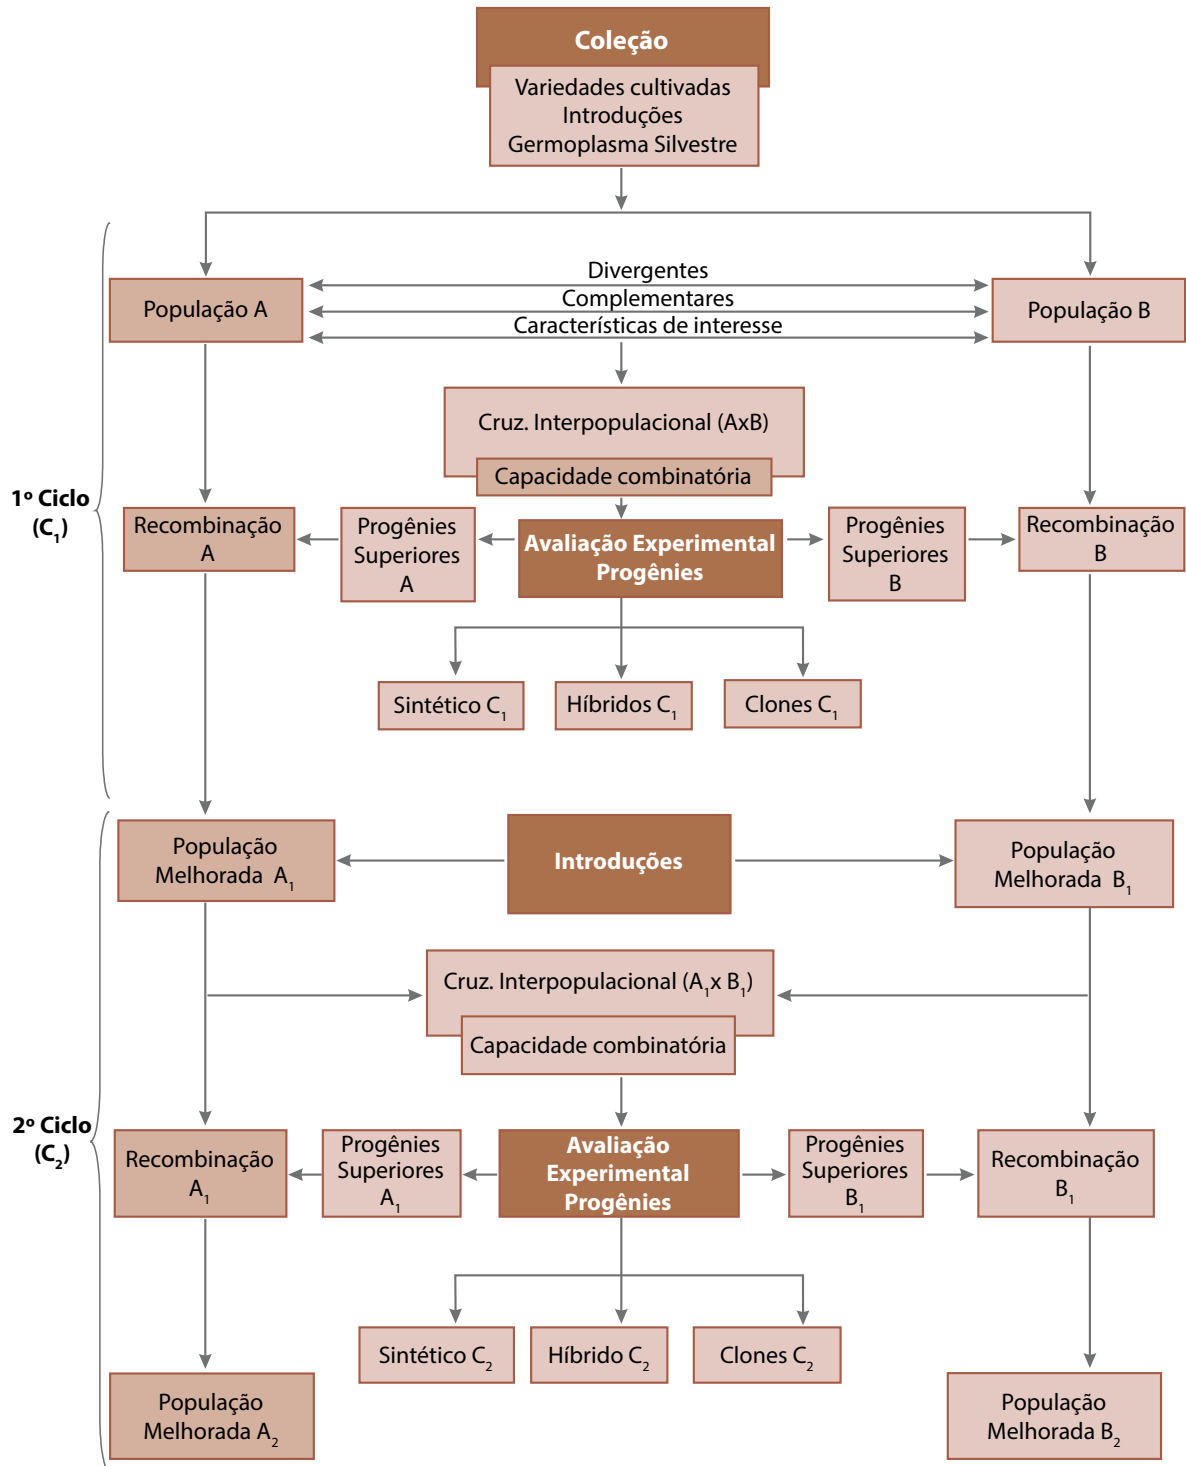 Coleção
Variedades cultivadas
Introduções
Germoplasma Silvestre
Divergentes
População A
Complementares
População B
Características de interesse
Cruz. Interpopulacional (AxB)
Capacidade combinatória
1º Ciclo
(C₁)
Recombinação
A
Progênies
Superiores
A
Avaliação Experimental
Progênies
Progênies
Superiores
B
Recombinação
B
Sintético C₁
Híbridos C₁
Clones C₁
População
Melhorada A₁
Introduções
População
Melhorada B₁
Cruz. Interpopulacional (A₁x B₁)
Capacidade combinatória
2º Ciclo
(C₂)
Recombinação
A₁
Progênies
Superiores
A₁
Avaliação
Experimental
Progênies
Progênies
Superiores
B₁
Recombinação
B₁
Sintético C₂
Híbrido C₂
Clones C₂
População
Melhorada A₂
População
Melhorada B₂